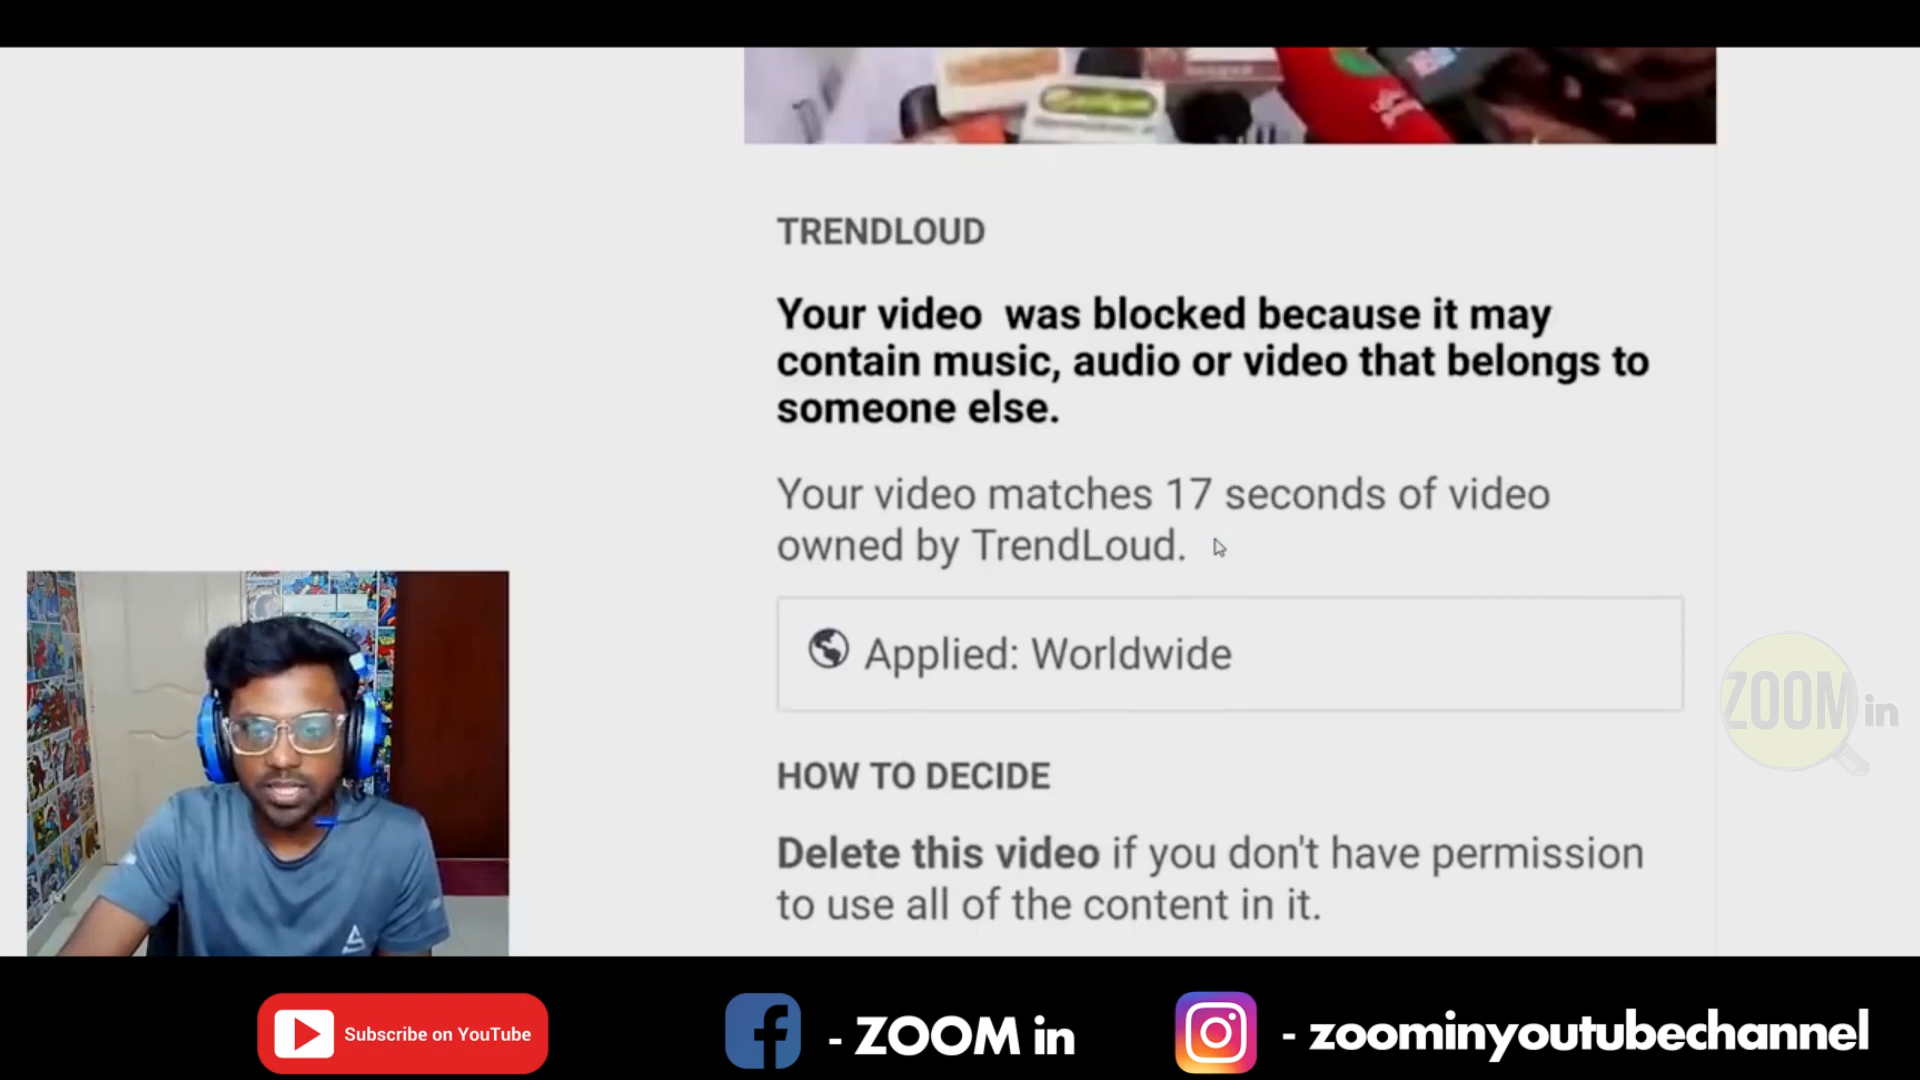 TRENDLOUD
Your video was blocked because it may
contain music, audio or video that belongs to
someone else.
Your video matches 17 seconds of video
owned by TrendLoud.
Applied: Worldwide
ZOOM in
HOW TO DECIDE
Delete this video if you don't have permission
to use all of the content in it.
Subscribe on YouTube
- ZOOM in
- zoominyoutubechannel